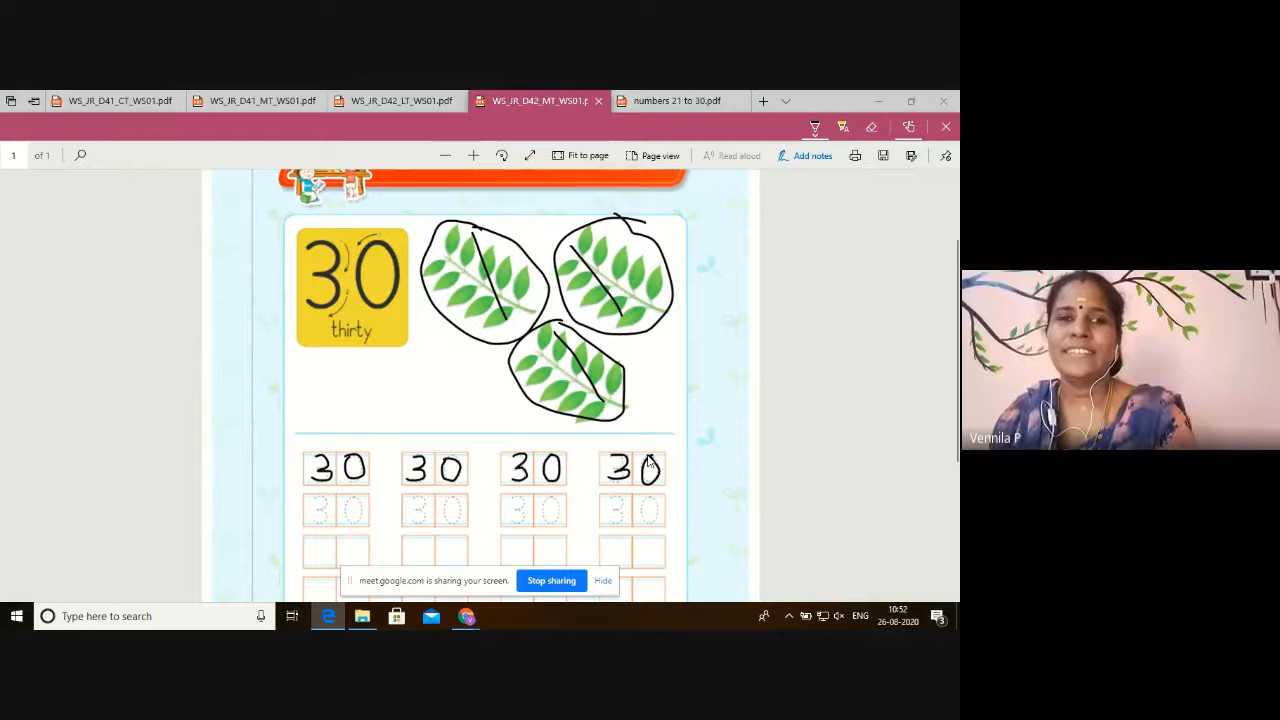 WS_JR_D41_CT_WS01.pdf WS_JR_D41_MT_WS01.pdf WS_JR_D42_LT_WS01.pdf WS_JR_D42_MT_WS01.p numbers 21 to 30.pdf
1 of 1 Fit to page Page view Read aloud Add notes
30
thirty
Vennila P
30 30 30 30
30 30 30 30
meet.google.com is sharing your screen. Stop sharing Hide
Type here to search
ENG
10:52
26-08-2020
3